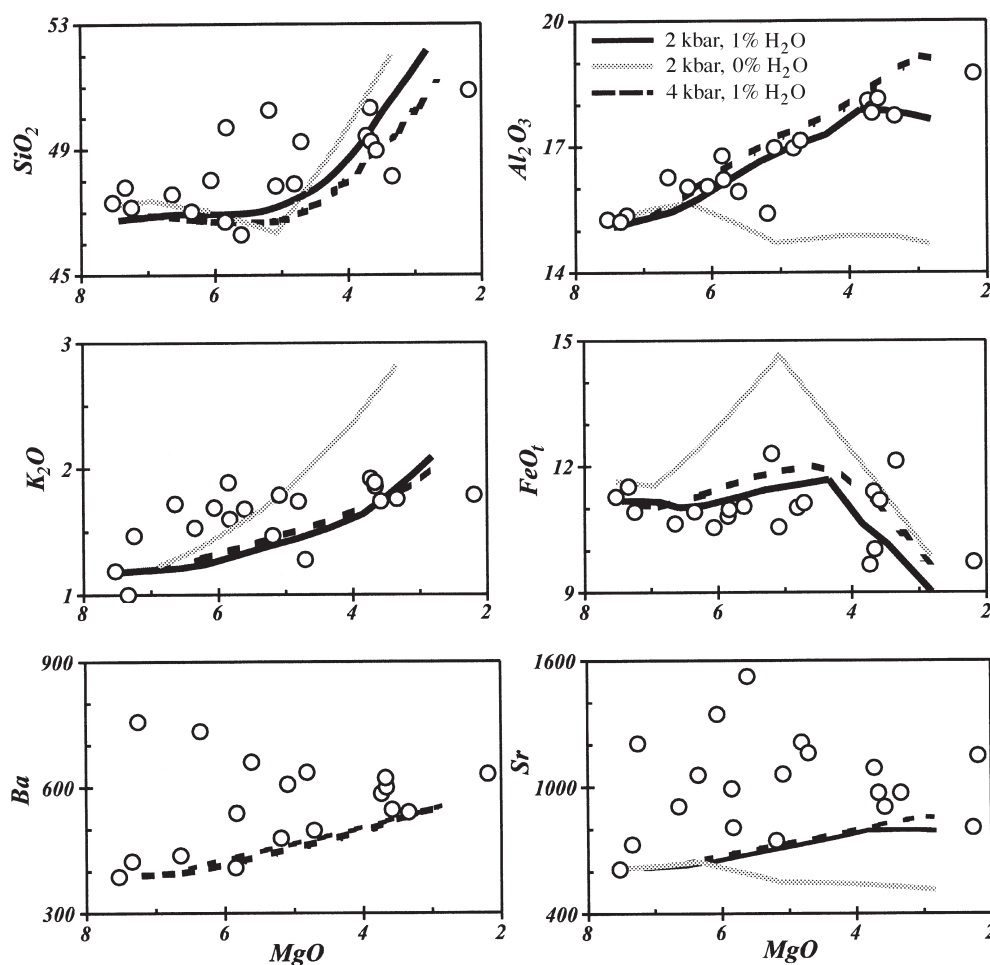 53
49
45
SiO2
8 6 4 2
20
17
14
Al2O3
8 6 4 2
2 kbar, 1% H2O
2 kbar, 0% H2O
4 kbar, 1% H2O
3
2
1
K2O
8 6 4 2
15
12
9
FeOt
8 6 4 2
900
600
300
Ba
8 6 4 2
MgO
1600
1000
400
Sr
8 6 4 2
MgO